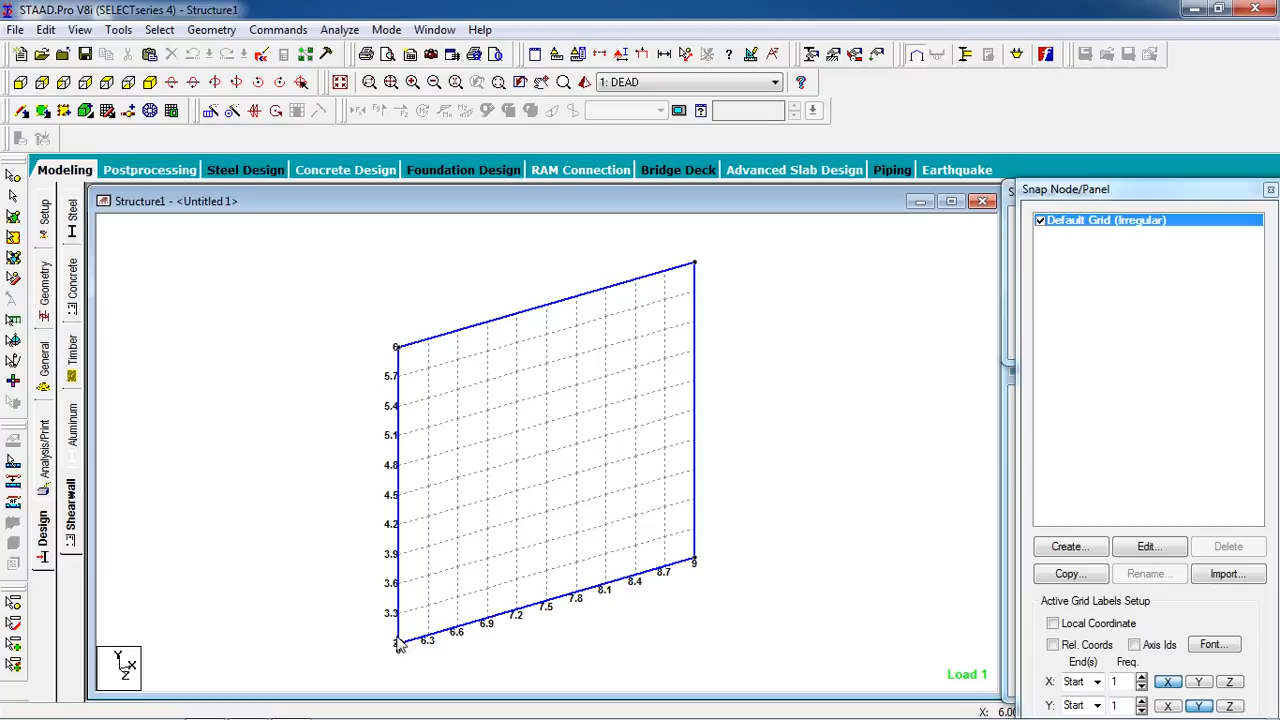 STAAD.Pro V8i (SELECTseries 4) - Structure1
File Edit View Tools Select Geometry Commands Analyze Mode Window Help
1: DEAD
Modeling Postprocessing Steel Design Concrete Design Foundation Design RAM Connection Bridge Deck Advanced Slab Design Piping Earthquake
Setup
Geometry
General
Analysis/Print
Design
Steel
Concrete
Timber
Aluminum
Shearwall
Structure1 - <Untitled 1>
6
5.7
5.4
5.1
4.8
4.5
4.2
3.9
3.6
3.3
6.3 6.6 6.9 7.2 7.5 7.8 8.1 8.4 8.7 9
Y
X
Z
Load 1
Snap Node/Panel
Default Grid (Irregular)
Create... Edit... Delete
Copy... Rename... Import...
Active Grid Labels Setup
Local Coordinate
Rel. Coords Axis Ids Font...
End(s) Freq.
X: Start 1 X Y Z
Y: Start 1 X Y Z
X: 6.00